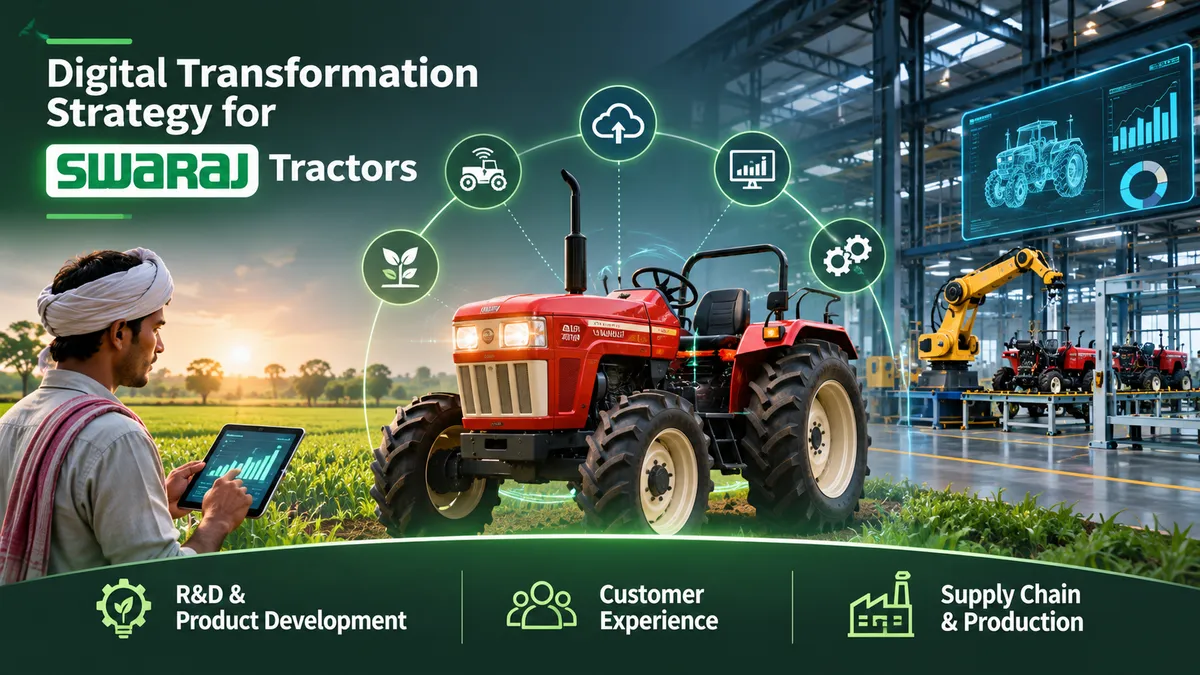 Digital Transformation
Strategy for
SWARAJ Tractors
R&D &
Product Development
Customer
Experience
Supply Chain
& Production